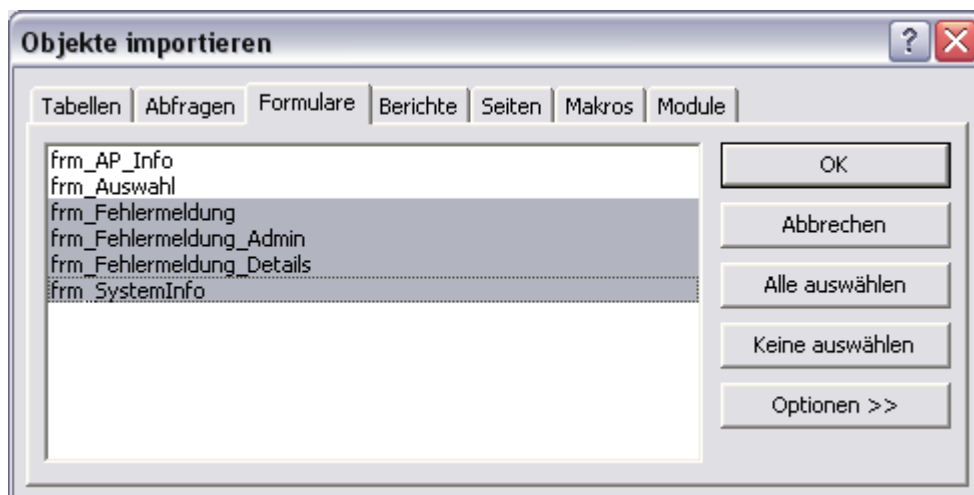 Objekte importieren ?
Tabellen Abfragen Formulare Berichte Seiten Makros Module
frm_AP_Info
frm_Auswahl
frm_Fehlermeldung
frm_Fehlermeldung_Admin
frm_Fehlermeldung_Details
frm_SystemInfo
OK
Abbrechen
Alle auswählen
Keine auswählen
Optionen >>